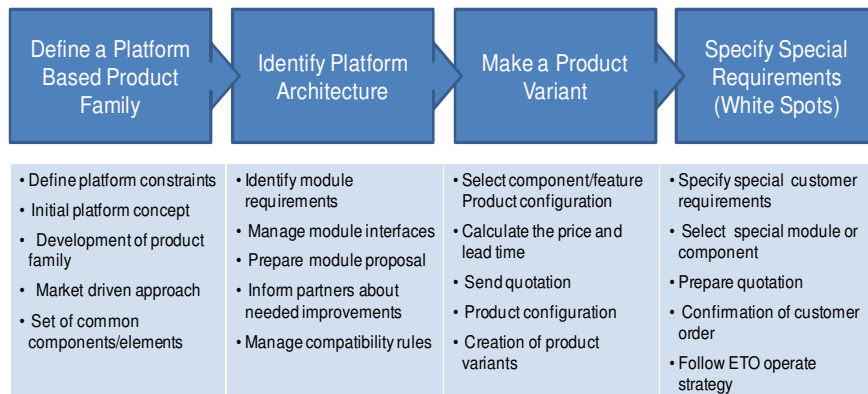 Define a Platform
Based Product
Family
Identify Platform
Architecture
Make a Product
Variant
Specify Special
Requirements
(White Spots)
• Define platform constraints
• Initial platform concept
• Development of product
family
• Market driven approach
• Set of common
components/elements
• Identify module
requirements
• Manage module interfaces
• Prepare module proposal
• Inform partners about
needed improvements
• Manage compatibility rules
• Select component/feature
Product configuration
• Calculate the price and
lead time
• Send quotation
• Product configuration
• Creation of product
variants
• Specify special customer
requirements
• Select special module or
component
• Prepare quotation
• Confirmation of customer
order
• Follow ETO operate
strategy